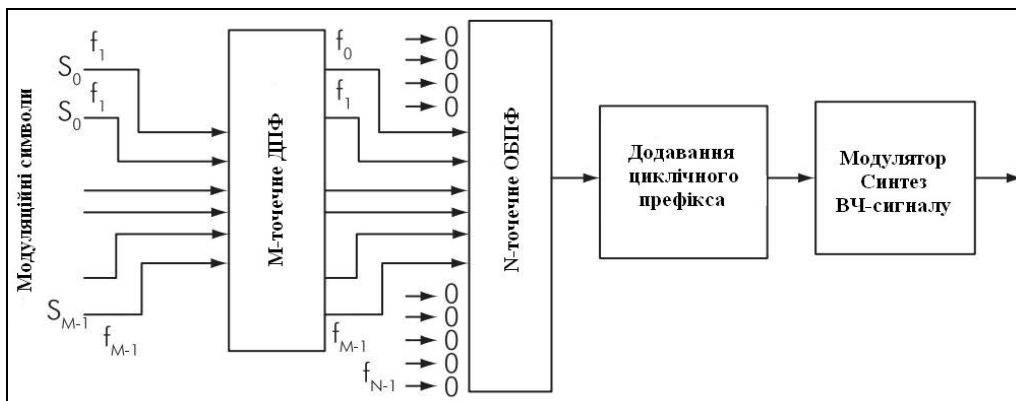 Модуляційні символи
f1
S0
f1
S0
SM-1
fM-1
М-точечне ДПФ
f0
f1
fM-1
0
0
0
0
0
0
0
0
fN-1
0
N-точечне ОБПФ
Додавання
циклічного
префікса
Модулятор
Синтез
ВЧ-сигналу